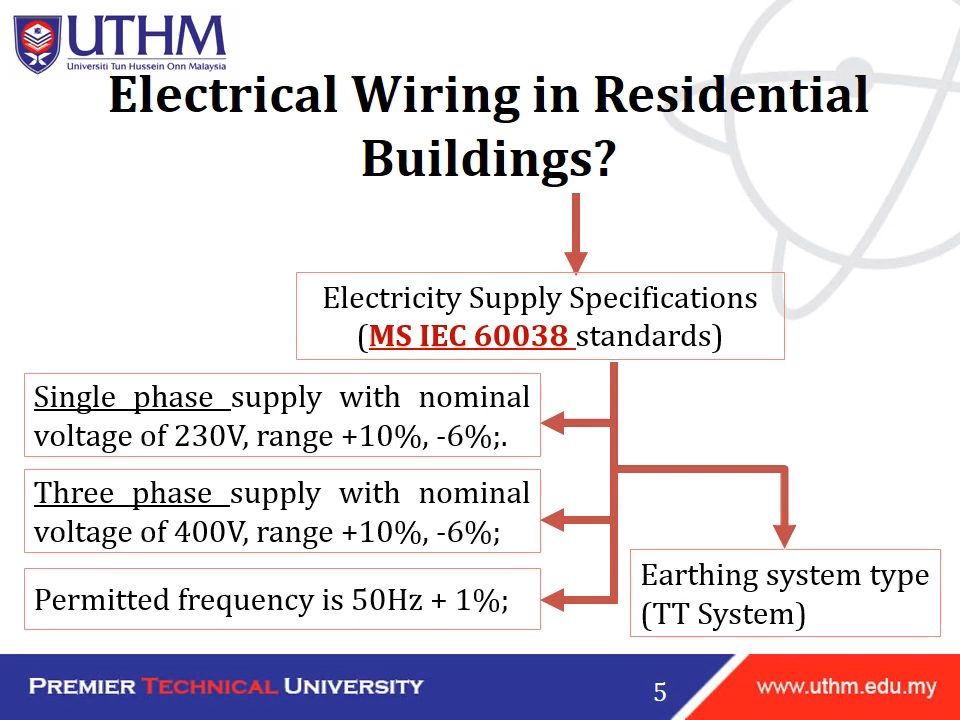 UTHM
Universiti Tun Hussein Onn Malaysia
Electrical Wiring in Residential
Buildings?
Electricity Supply Specifications
(MS IEC 60038 standards)
Single phase supply with nominal
voltage of 230V, range +10%, -6%;.
Three phase supply with nominal
voltage of 400V, range +10%, -6%;
Permitted frequency is 50Hz + 1%;
Earthing system type
(TT System)
PREMIER TECHNICAL UNIVERSITY
5
www.uthm.edu.my